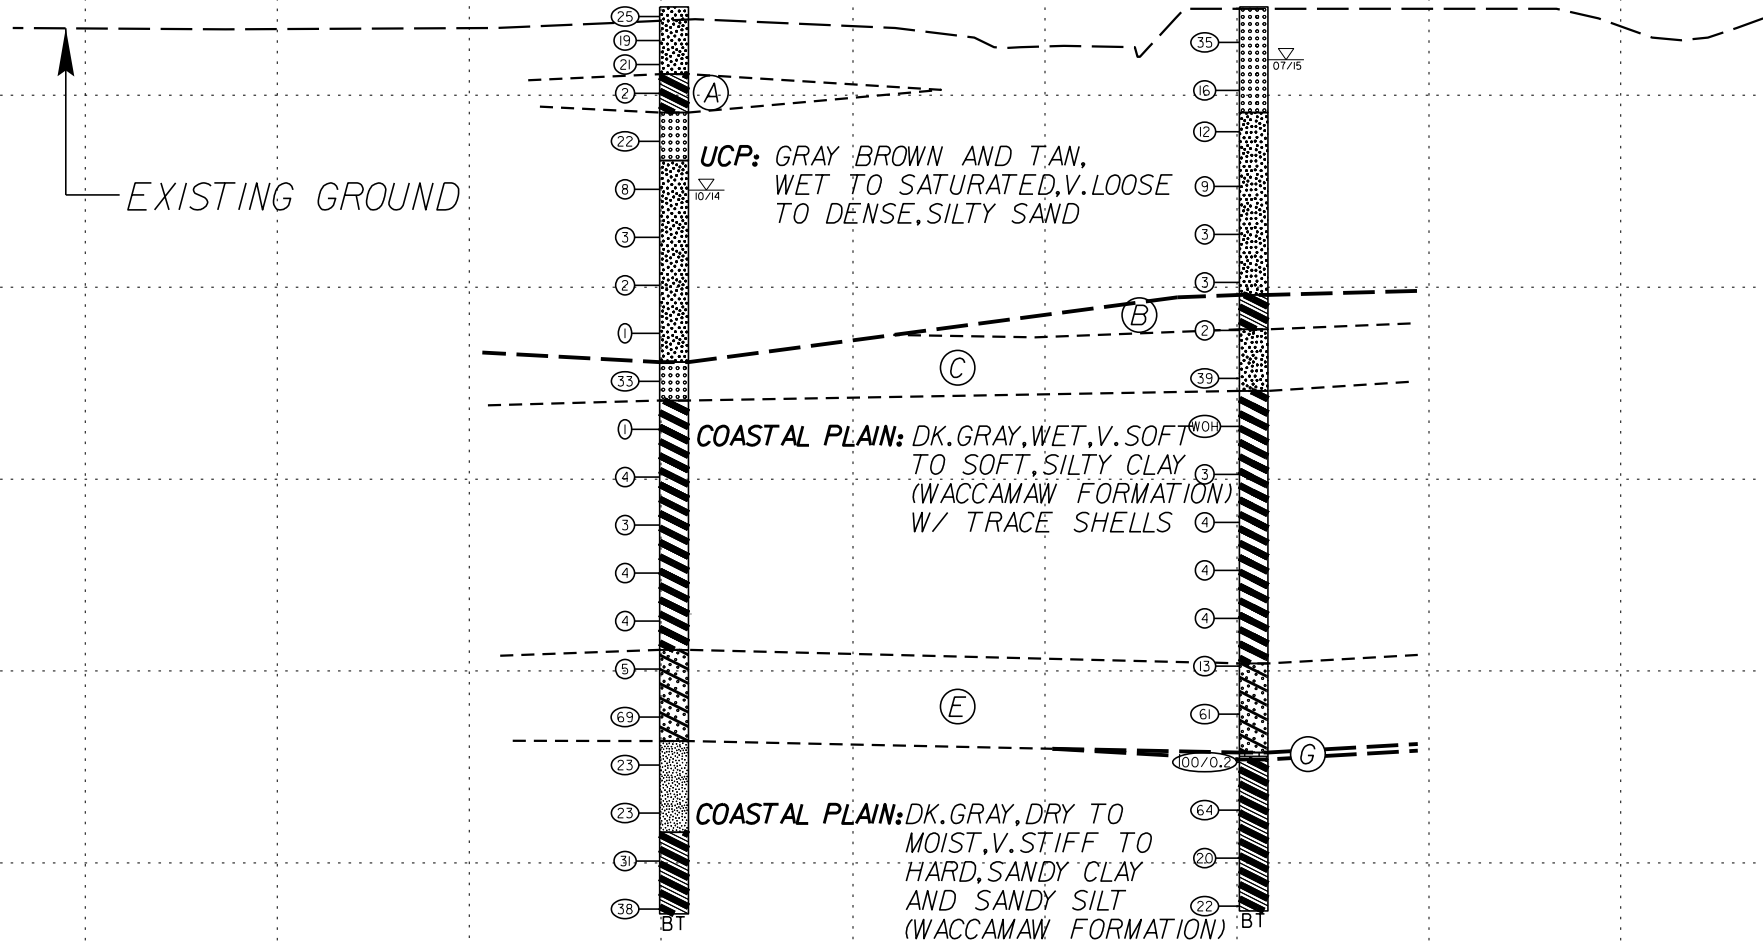 25
19
21
2
22
8
3
2
1
33
1
4
3
4
4
5
69
23
23
31
38
BT
10/14
EXISTING GROUND
A
UCP: GRAY BROWN AND TAN,
WET TO SATURATED, V. LOOSE
TO DENSE, SILTY SAND
B
C
COASTAL PLAIN: DK. GRAY, WET, V. SOFT
TO SOFT, SILTY CLAY
(WACCAMAW FORMATION)
W/ TRACE SHELLS
E
G
COASTAL PLAIN: DK. GRAY, DRY TO
MOIST, V. STIFF TO
HARD, SANDY CLAY
AND SANDY SILT
(WACCAMAW FORMATION)
35
16
12
9
3
3
2
39
WOH
3
4
4
4
13
61
100/0.2
64
20
22
BT
07/15